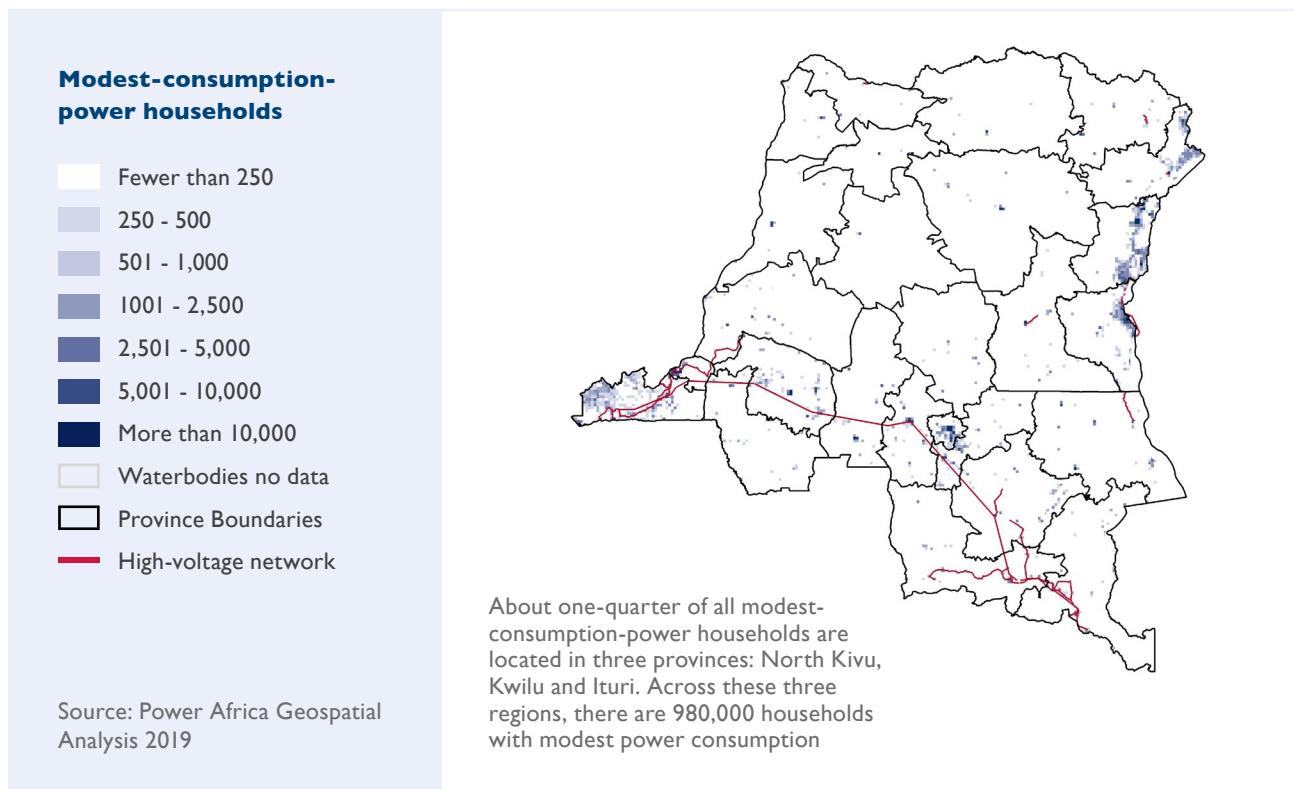 Modest-consumption-
power households
Fewer than 250
250 - 500
501 - 1,000
1001 - 2,500
2,501 - 5,000
5,001 - 10,000
More than 10,000
Waterbodies no data
Province Boundaries
High-voltage network
Source: Power Africa Geospatial
Analysis 2019
About one-quarter of all modest-
consumption-power households are
located in three provinces: North Kivu,
Kwilu and Ituri. Across these three
regions, there are 980,000 households
with modest power consumption